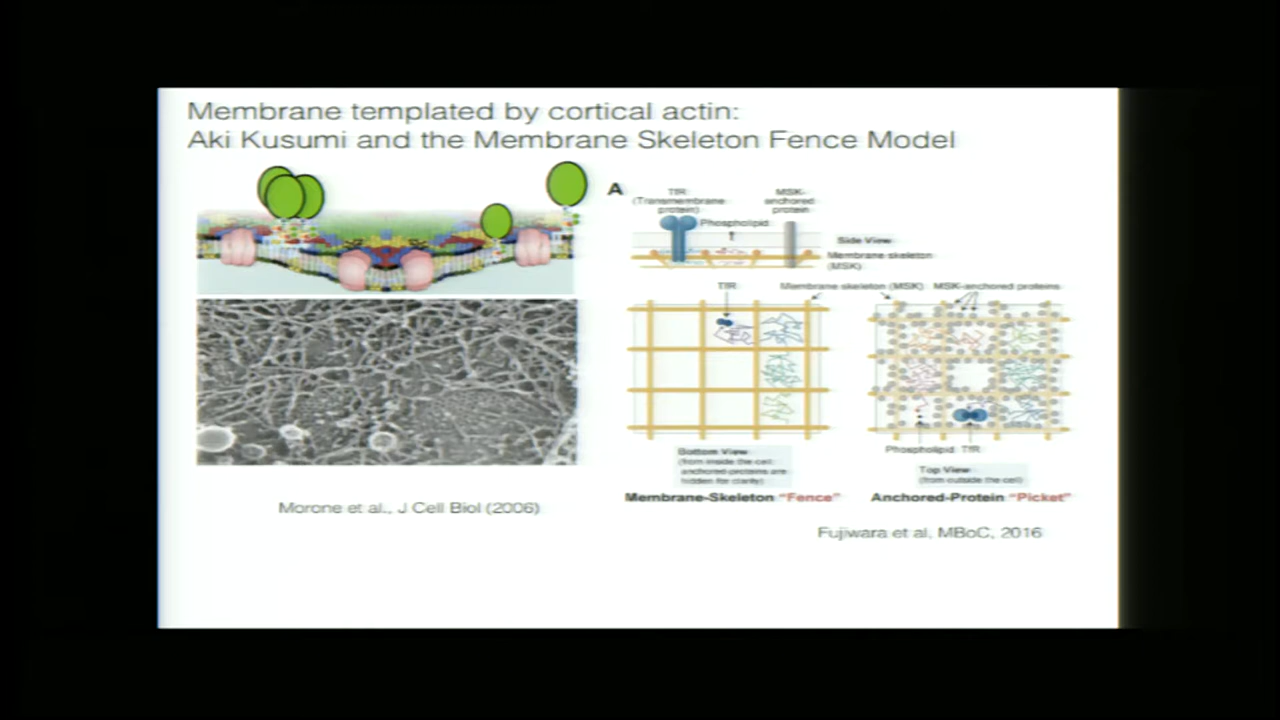 Membrane templated by cortical actin:
Aki Kusumi and the Membrane Skeleton Fence Model
A
TfR
(Transmembrane
protein)
MSK-
anchored
protein
Phospholipid
Side View
Membrane skeleton
(MSK)
TfR
Membrane skeleton (MSK)
MSK-anchored proteins
Phospholipid TfR
Bottom View
(from inside the cell:
anchored-proteins are
hidden for clarity)
Top View
(from outside the cell)
Membrane-Skeleton "Fence"
Anchored-Protein "Picket"
Morone et al., J Cell Biol (2006)
Fujiwara et al, MBoC, 2016